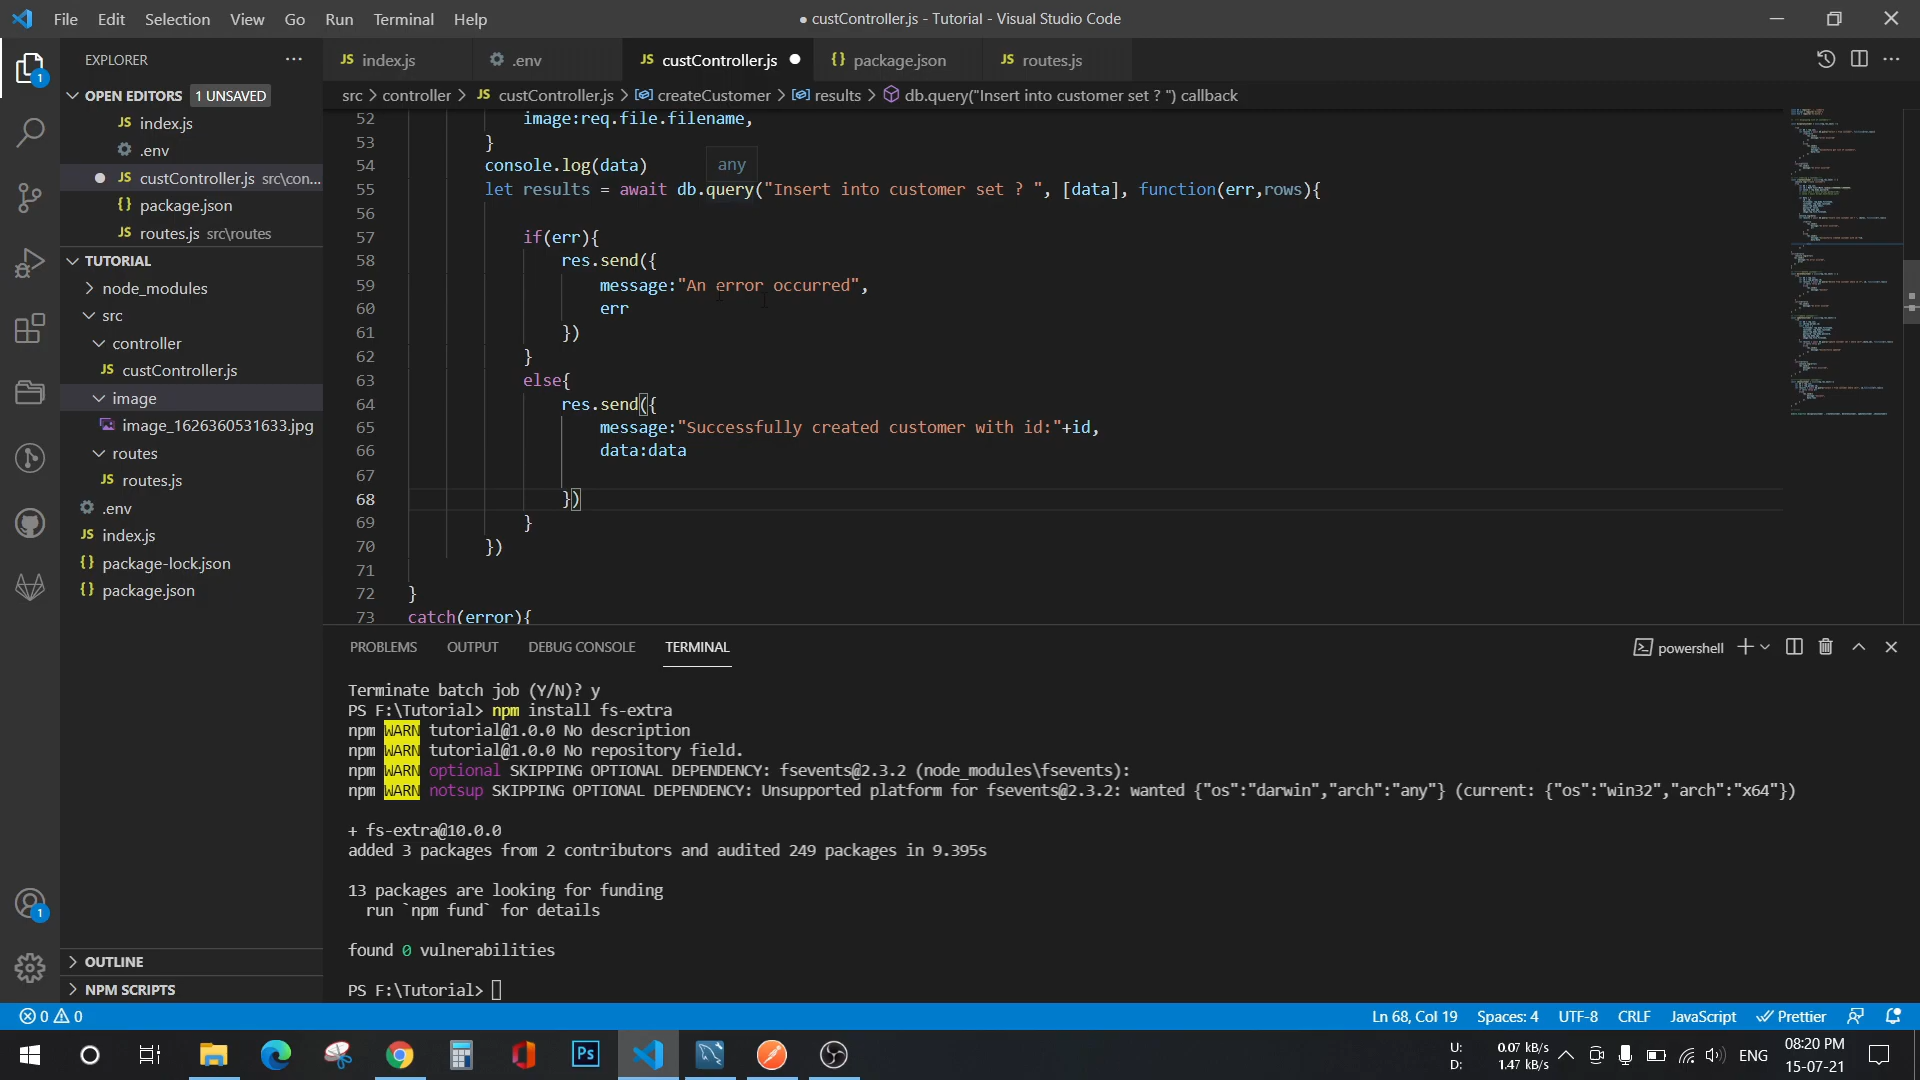 File Edit Selection View Go Run Terminal Help
● custController.js - Tutorial - Visual Studio Code
EXPLORER
JS index.js
.env
JS custController.js
{} package.json
JS routes.js
OPEN EDITORS 1 UNSAVED
src > controller > JS custController.js > createCustomer > results > db.query("Insert into customer set ? ") callback
JS index.js
.env
JS custController.js src\con...
{} package.json
JS routes.js src\routes
TUTORIAL
node_modules
src
controller
JS custController.js
image
image_1626360531633.jpg
routes
JS routes.js
.env
JS index.js
{} package-lock.json
{} package.json
OUTLINE
NPM SCRIPTS
1
1
52 image:req.file.filename,
53 }
54 console.log(data)
any
55 let results = await db.query("Insert into customer set ? ", [data], function(err,rows){
56
57 if(err){
58 res.send({
59 message:"An error occurred",
60 err
61 })
62 }
63 else{
64 res.send({
65 message:"Successfully created customer with id:"+id,
66 data:data
67
68 })
69 }
70 })
71
72 }
73 catch(error){
PROBLEMS OUTPUT DEBUG CONSOLE TERMINAL
powershell
Terminate batch job (Y/N)? y
PS F:\Tutorial> npm install fs-extra
npm WARN tutorial@1.0.0 No description
npm WARN tutorial@1.0.0 No repository field.
npm WARN optional SKIPPING OPTIONAL DEPENDENCY: fsevents@2.3.2 (node_modules\fsevents):
npm WARN notsup SKIPPING OPTIONAL DEPENDENCY: Unsupported platform for fsevents@2.3.2: wanted {"os":"darwin","arch":"any"} (current: {"os":"win32","arch":"x64"})
+ fs-extra@10.0.0
added 3 packages from 2 contributors and audited 249 packages in 9.395s
13 packages are looking for funding
run `npm fund` for details
found 0 vulnerabilities
PS F:\Tutorial>
0 0
Ln 68, Col 19 Spaces: 4 UTF-8 CRLF JavaScript Prettier
Ps
U: 0.07 kB/s
D: 1.47 kB/s
ENG
08:20 PM
15-07-21